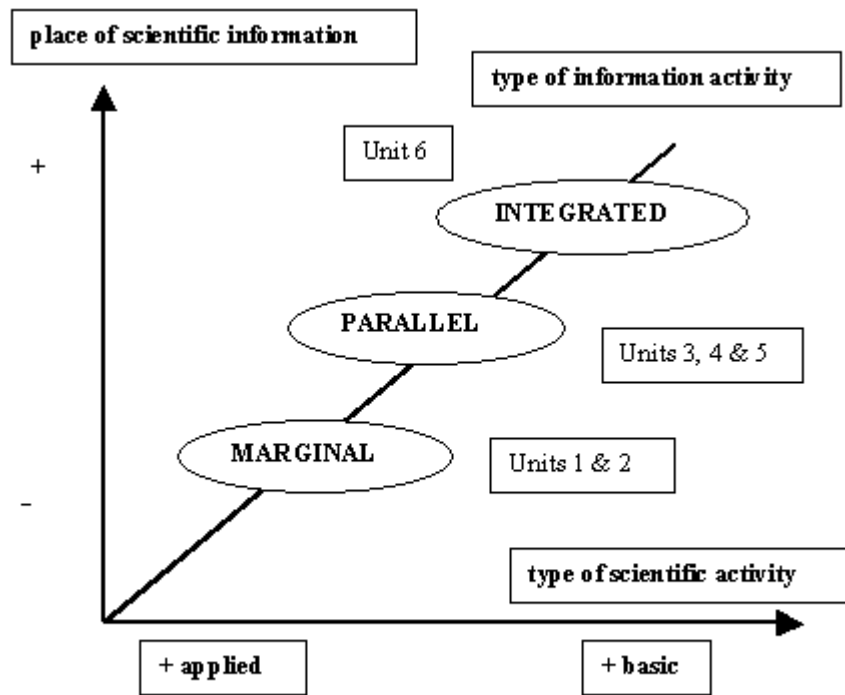 place of scientific information
type of information activity
+
Unit 6
INTEGRATED
PARALLEL
Units 3, 4 & 5
MARGINAL
Units 1 & 2
-
type of scientific activity
+ applied
+ basic